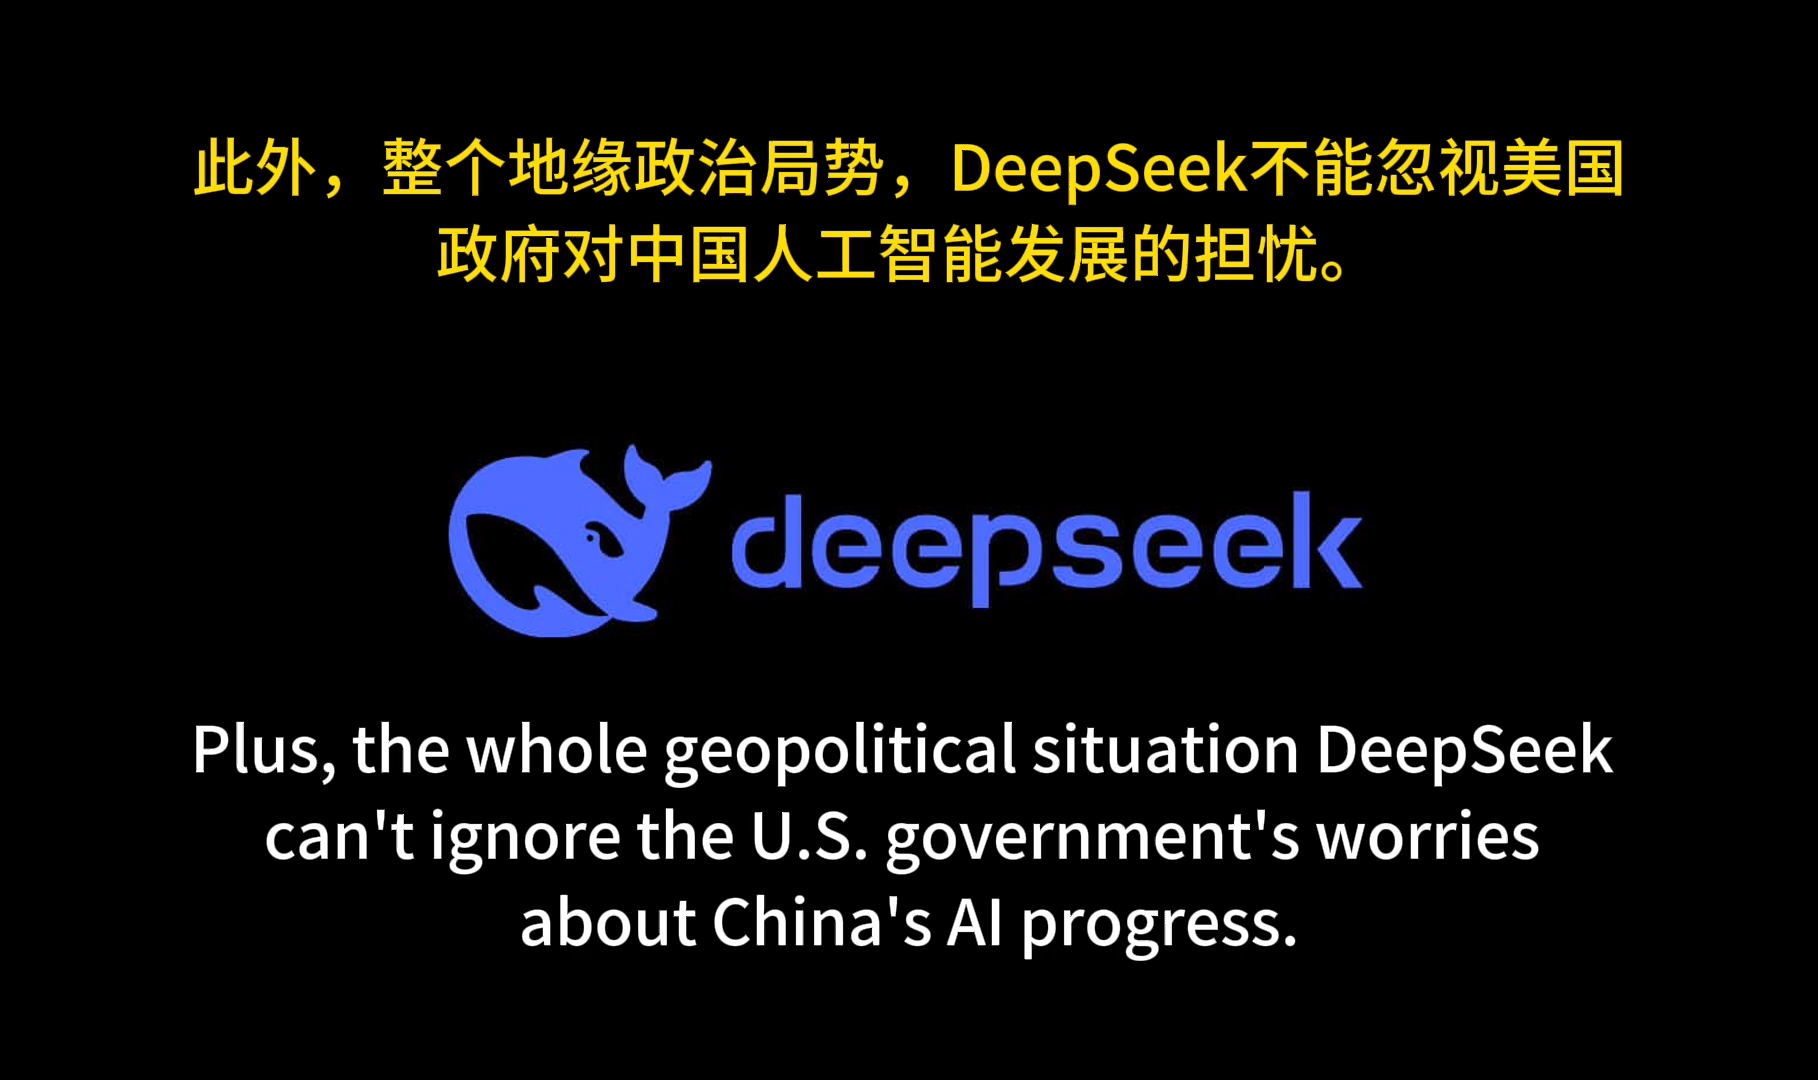 此外，整个地缘政治局势，DeepSeek不能忽视美国
政府对中国人工智能发展的担忧。
deepseek
Plus, the whole geopolitical situation DeepSeek
can't ignore the U.S. government's worries
about China's AI progress.